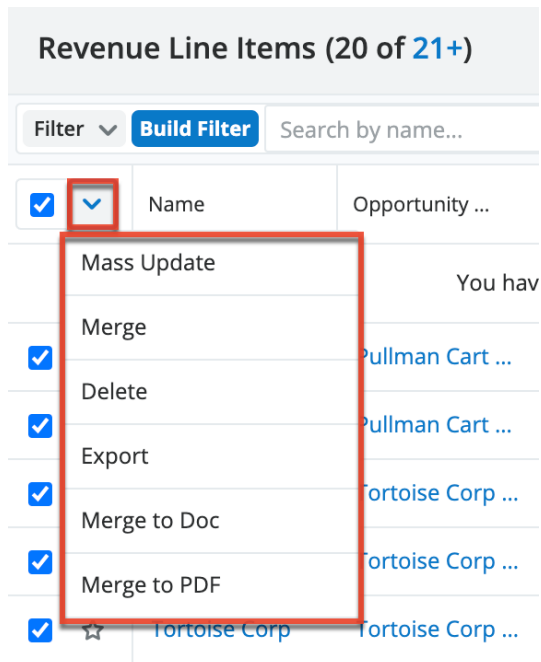 Revenue Line Items (20 of 21+)
Filter Build Filter Search by name...
Name Opportunity ...
Mass Update
You hav
Merge
Pullman Cart ...
Delete
Pullman Cart ...
Export
Tortoise Corp ...
Merge to Doc
Tortoise Corp ...
Merge to PDF
Tortoise Corp Tortoise Corp ...